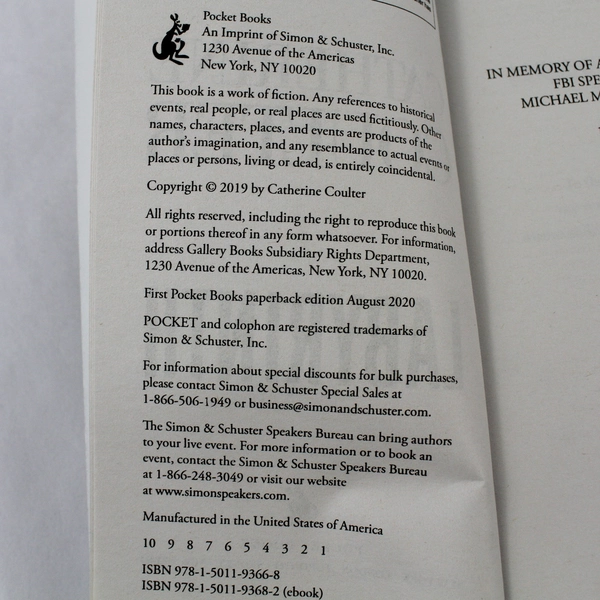 Pocket Books
An Imprint of Simon & Schuster, Inc.
1230 Avenue of the Americas
New York, NY 10020
This book is a work of fiction. Any references to historical
events, real people, or real places are used fictitiously. Other
names, characters, places, and events are products of the
author's imagination, and any resemblance to actual events or
places or persons, living or dead, is entirely coincidental.
Copyright © 2019 by Catherine Coulter
All rights reserved, including the right to reproduce this book
or portions thereof in any form whatsoever. For information,
address Gallery Books Subsidiary Rights Department,
1230 Avenue of the Americas, New York, NY 10020.
First Pocket Books paperback edition August 2020
POCKET and colophon are registered trademarks of
Simon & Schuster, Inc.
For information about special discounts for bulk purchases,
please contact Simon & Schuster Special Sales at
1-866-506-1949 or business@simonandschuster.com.
The Simon & Schuster Speakers Bureau can bring authors
to your live event. For more information or to book an
event, contact the Simon & Schuster Speakers Bureau
at 1-866-248-3049 or visit our website
at www.simonspeakers.com.
Manufactured in the United States of America
10 9 8 7 6 5 4 3 2 1
ISBN 978-1-5011-9366-8
ISBN 978-1-5011-9368-2 (ebook)
IN MEMORY OF
FBI
MICHAEL